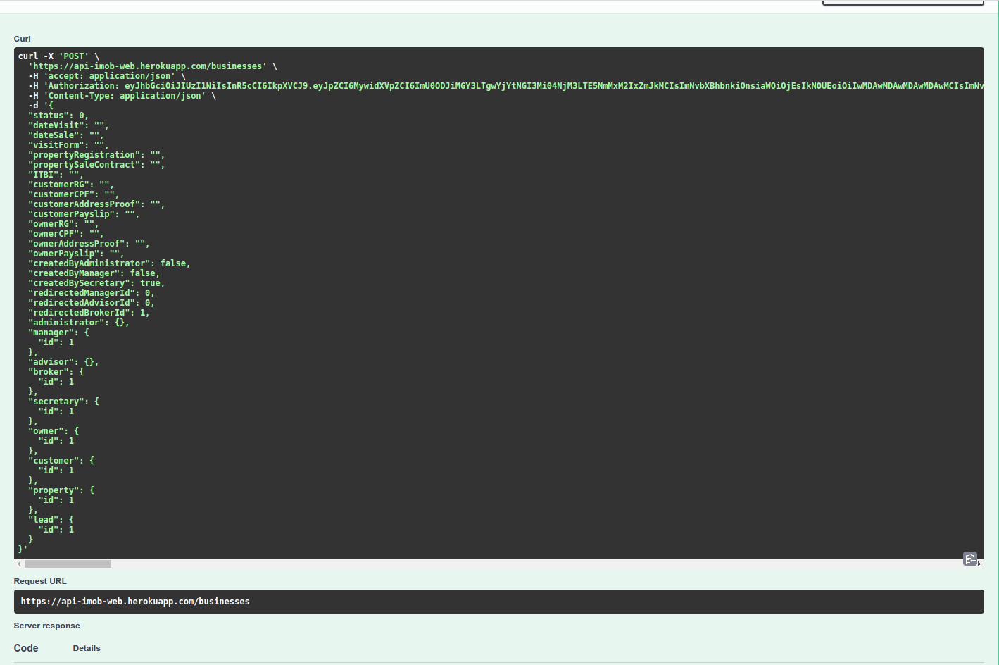 Curl
curl -X 'POST' \
'https://api-imob-web.herokuapp.com/businesses' \
-H 'accept: application/json' \
-H 'Authorization: eyJhbGciOiJIUzI1NiIsInR5cCI6IkpXVCJ9.eyJpZCI6MywidXVpZCI6ImU0ODJiMGY3LTgwYjYtNGI3Mi04NjM3LTE5NmMxM2IxZmJkMCIsImNvbXBhbnkiOnsiaWQiOjEsIkNOUEoiOiIwMDAwMDAwMDAwMDAwMCIsImNv
-H 'Content-Type: application/json' \
-d '{
"status": 0,
"dateVisit": "",
"dateSale": "",
"visitForm": "",
"propertyRegistration": "",
"propertySaleContract": "",
"ITBI": "",
"customerRG": "",
"customerCPF": "",
"customerAddressProof": "",
"customerPayslip": "",
"ownerRG": "",
"ownerCPF": "",
"ownerAddressProof": "",
"ownerPayslip": "",
"createdByAdministrator": false,
"createdByManager": false,
"createdBySecretary": true,
"redirectedManagerId": 0,
"redirectedAdvisorId": 0,
"redirectedBrokerId": 1,
"administrator": {},
"manager": {
"id": 1
},
"advisor": {},
"broker": {
"id": 1
},
"secretary": {
"id": 1
},
"owner": {
"id": 1
},
"customer": {
"id": 1
},
"property": {
"id": 1
},
"lead": {
"id": 1
}
}'
Request URL
https://api-imob-web.herokuapp.com/businesses
Server response
Code Details